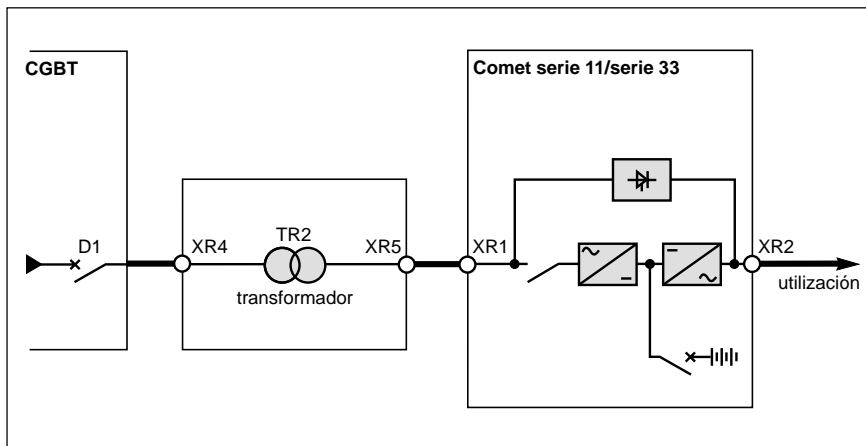 CGBT
Comet serie 11/serie 33
D1
XR4
TR2
XR5
XR1
XR2
transformador
utilización